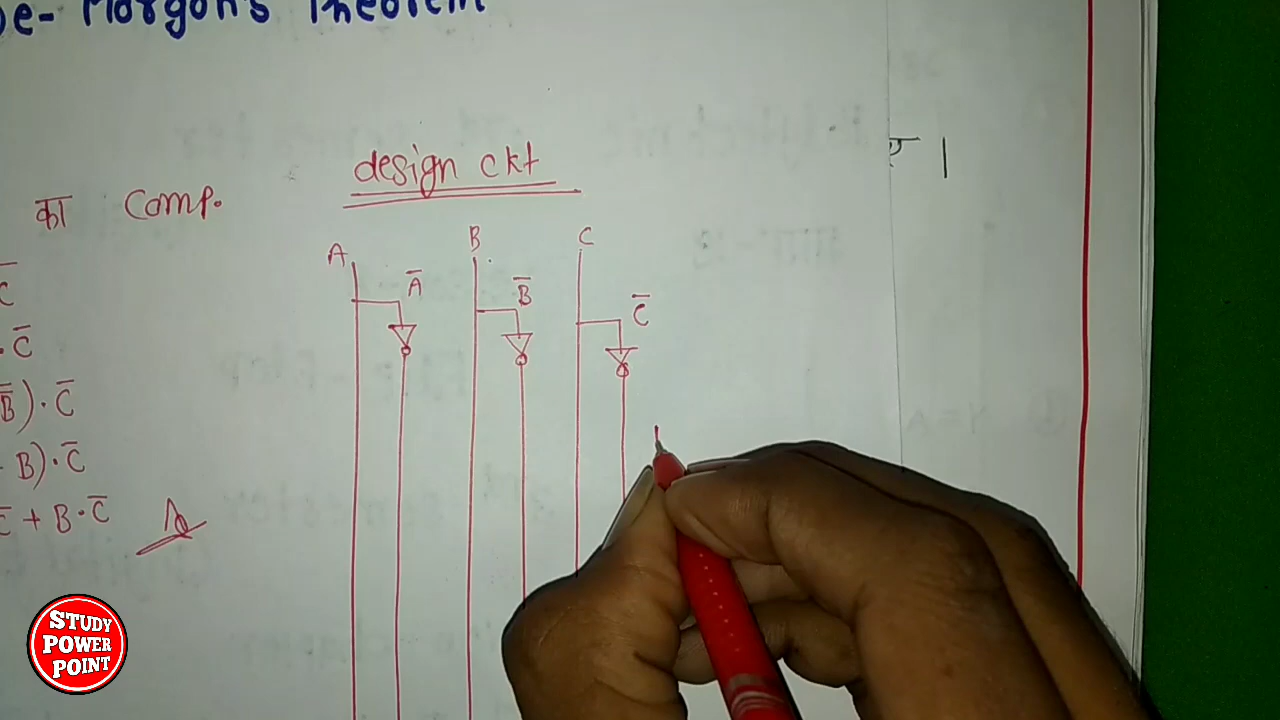 De- Morgan's Theorem
design ckt
का Comp.
A B C
A̅ B̅ C̅
C̅
. C̅
B̿) · C̅
B) · C̅
C̅ + B · C̅
STUDY
POWER
POINT